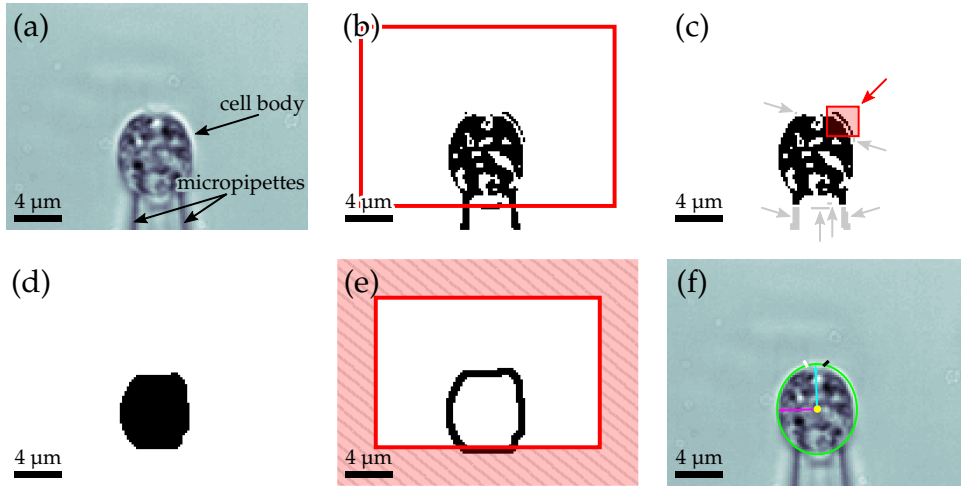 (a)
cell body
micropipettes
4 µm
(b)
4 µm
(c)
4 µm
(d)
4 µm
(e)
4 µm
(f)
4 µm